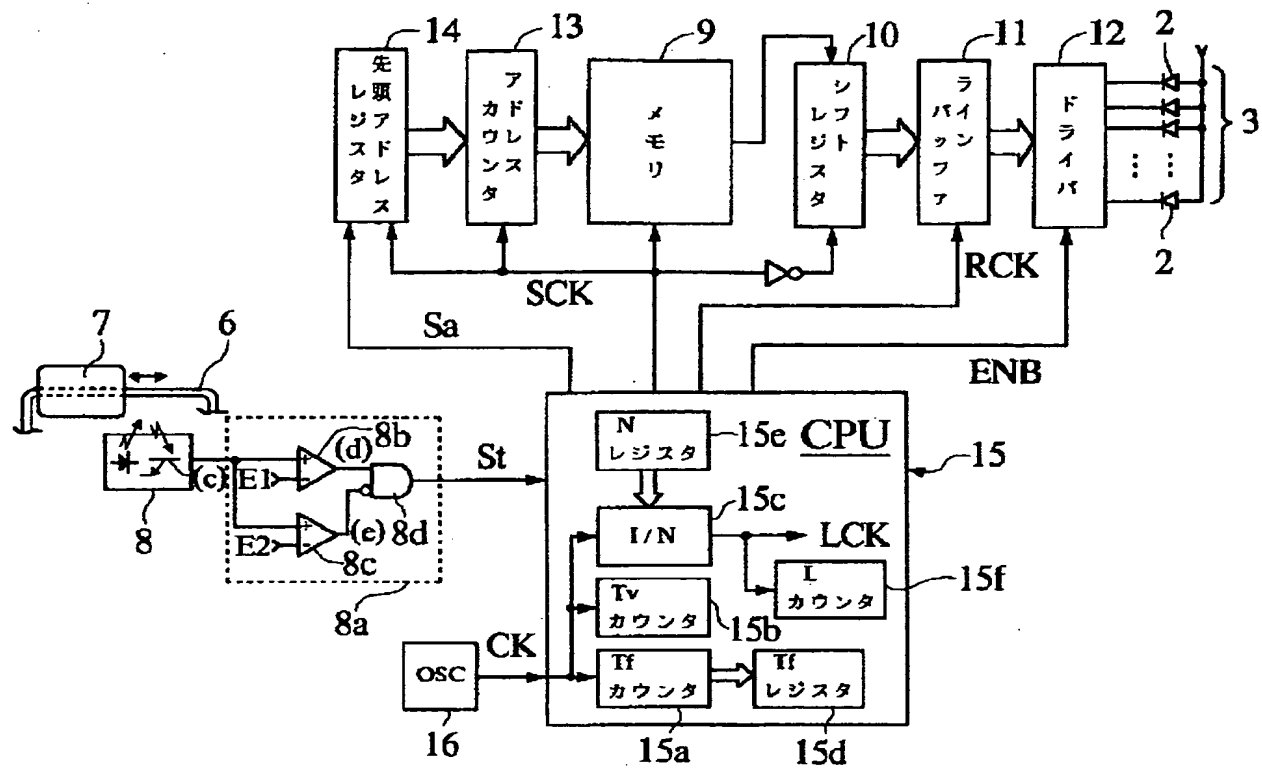 14
13
9
10
11
12
2
先頭アドレス
レジスタ
アドレス
カウンタ
メモリ
シフト
レジスタ
ライン
バッファ
ドライバ
3
2
SCK
RCK
Sa
ENB
7
6
8b
(d)
St
(c)
E1
8
E2
(e)
8d
8c
8a
N
レジスタ
15e
CPU
15
15c
I/N
LCK
L
カウンタ
15f
Tv
カウンタ
15b
CK
OSC
16
Tf
カウンタ
Tf
レジスタ
15a
15d